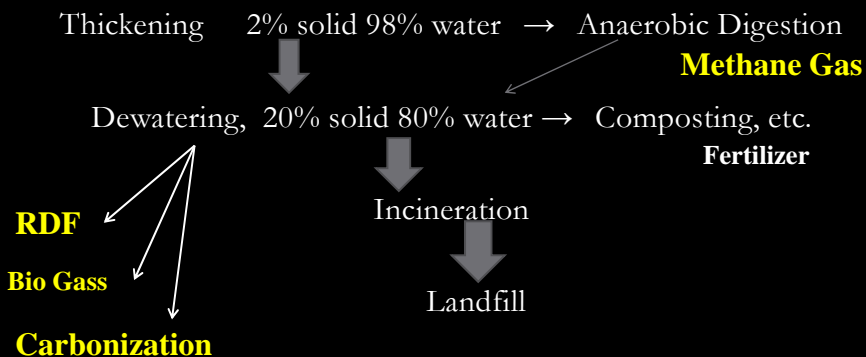 Thickening 2% solid 98% water → Anaerobic Digestion
Methane Gas
Dewatering, 20% solid 80% water → Composting, etc.
Fertilizer
Incineration
RDF
Bio Gass
Landfill
Carbonization